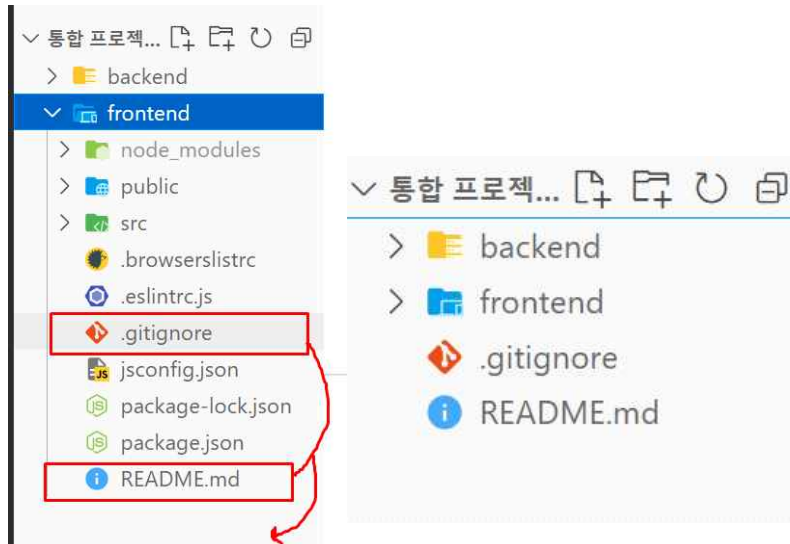 통합 프로젝...
backend
frontend
node_modules
public
src
.browserslistrc
.eslintrc.js
.gitignore
jsconfig.json
package-lock.json
package.json
README.md
통합 프로젝...
backend
frontend
.gitignore
README.md